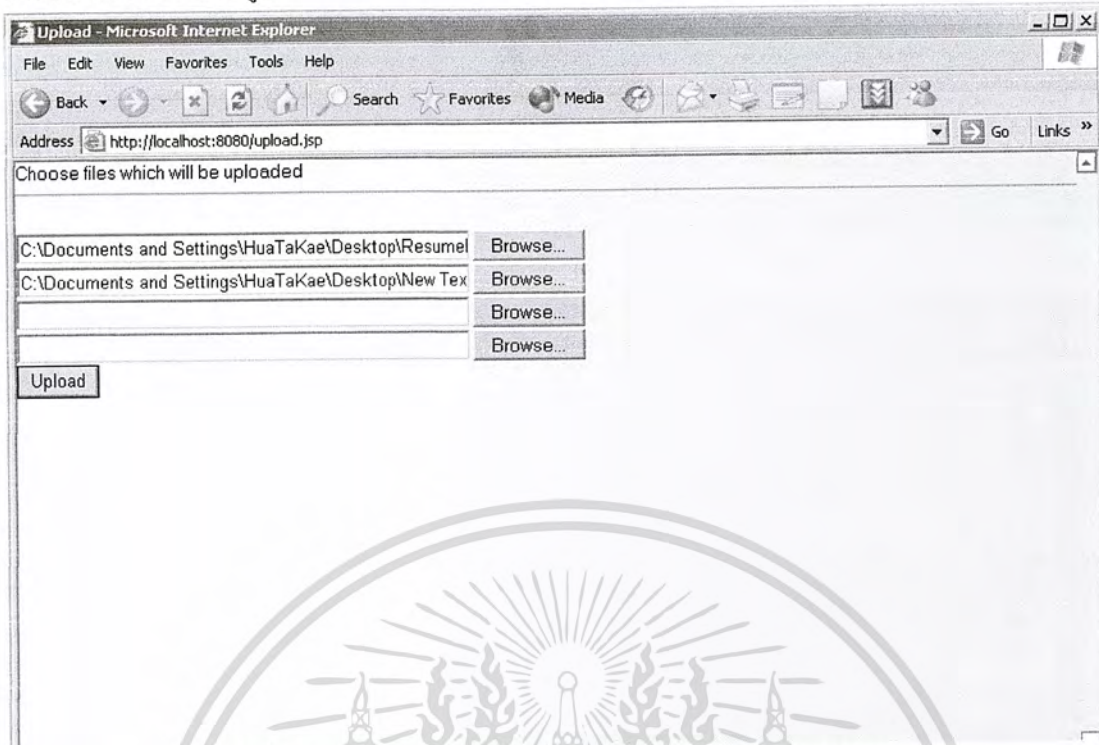 Upload - Microsoft Internet Explorer
File Edit View Favorites Tools Help
Back Search Favorites Media
Address http://localhost:8080/upload.jsp Go Links »
Choose files which will be uploaded
C:\Documents and Settings\HuaTaKae\Desktop\Resume Browse...
C:\Documents and Settings\HuaTaKae\Desktop\New Tex Browse...
Browse...
Browse...
Upload